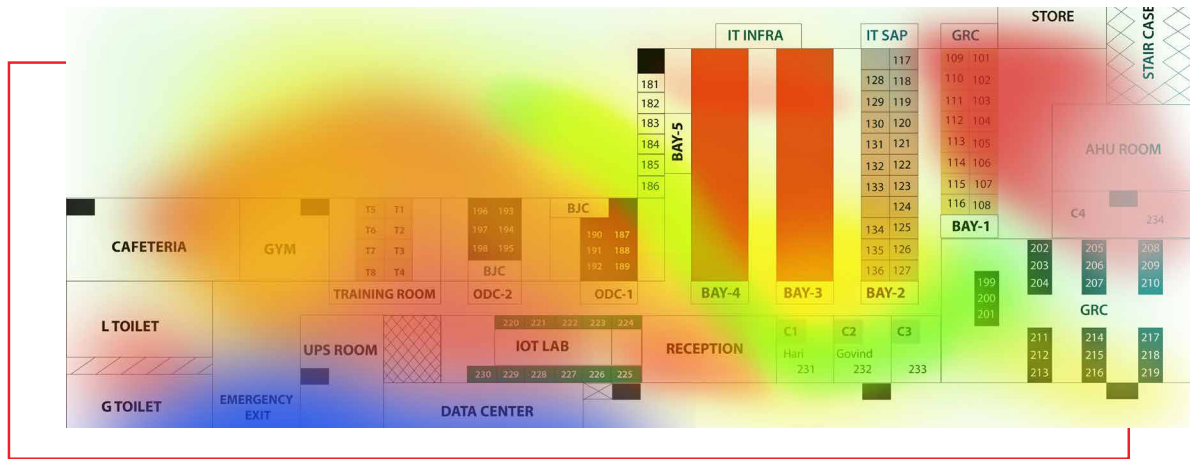 STORE
STAIR CASE
IT INFRA
IT SAP
GRC
181
182
183
184
185
186
BAY-5
117
128 118
129 119
130 120
131 121
132 122
133 123
124
134 125
135 126
136 127
109 101
110 102
111 103
112 104
113 105
114 106
115 107
116 108
BAY-1
AHU ROOM
C4
234
CAFETERIA
GYM
T5 T1
T6 T2
T7 T3
T8 T4
TRAINING ROOM
196 193
197 194
198 195
BJC
ODC-2
BJC
190 187
191 188
192 189
ODC-1
BAY-4
BAY-3
BAY-2
199
200
201
202 205 208
203 206 209
204 207 210
GRC
211 214 217
212 215 218
213 216 219
L TOILET
G TOILET
UPS ROOM
EMERGENCY
EXIT
220 221 222 223 224
IOT LAB
230 229 228 227 226 225
DATA CENTER
RECEPTION
C1 C2 C3
Hari Govind
231 232 233